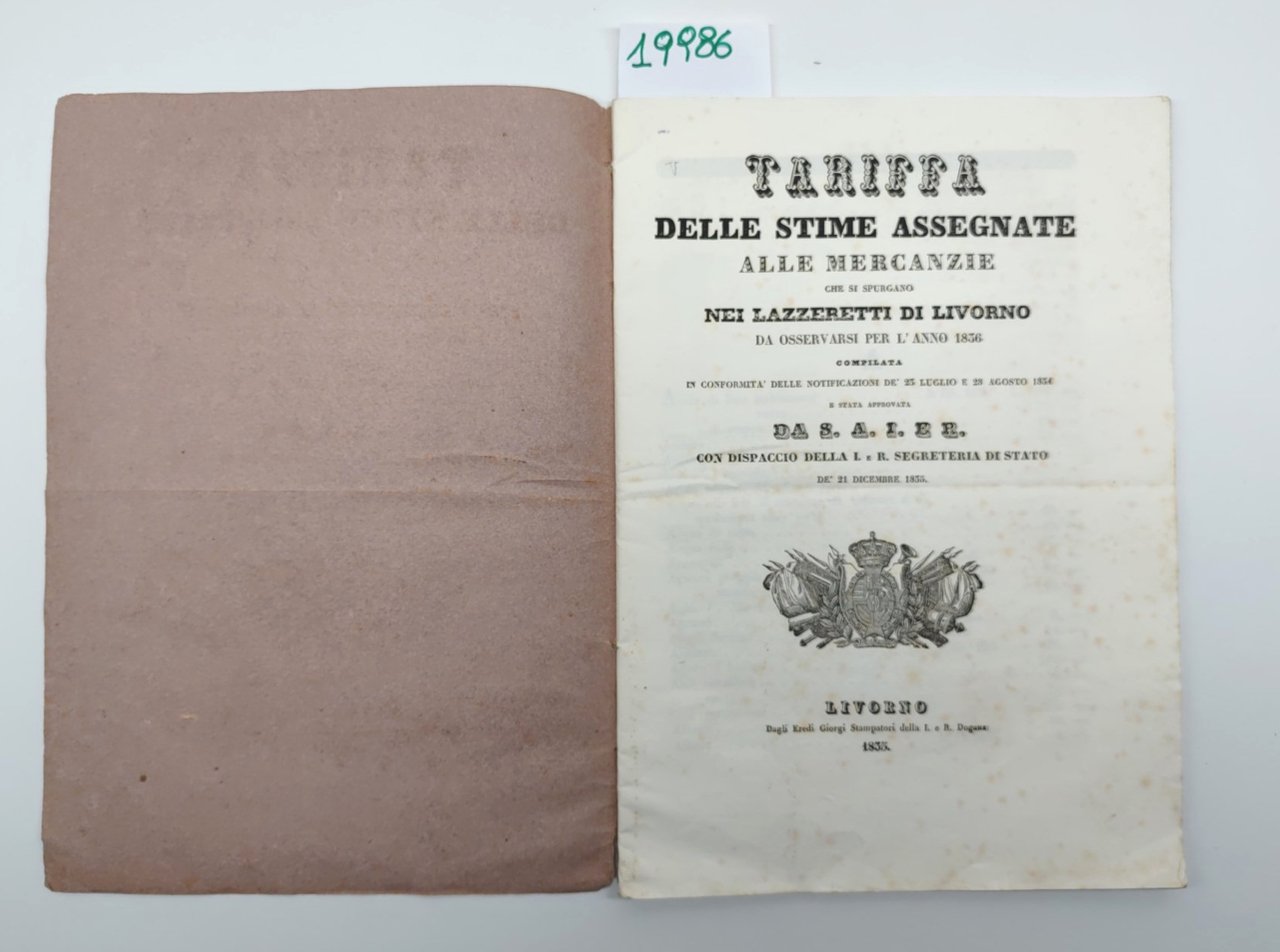 19986
TARIFFA
DELLE STIME ASSEGNATE
ALLE MERCANZIE
CHE SI SPURGANO
NEI LAZZERETTI DI LIVORNO
DA OSSERVARSI PER L'ANNO 1836
COMPILATA
IN CONFORMITA' DELLE NOTIFICAZIONI DE' 23 LUGLIO E 28 AGOSTO 1834
E STATA APPROVATA
DA S. A. I. E R.
CON DISPACCIO DELLA I. e R. SEGRETERIA DI STATO
DE' 21 DICEMBRE 1835.
LIVORNO
Dagli Eredi Giorgi Stampatori della I. e R. Dogana
1835.